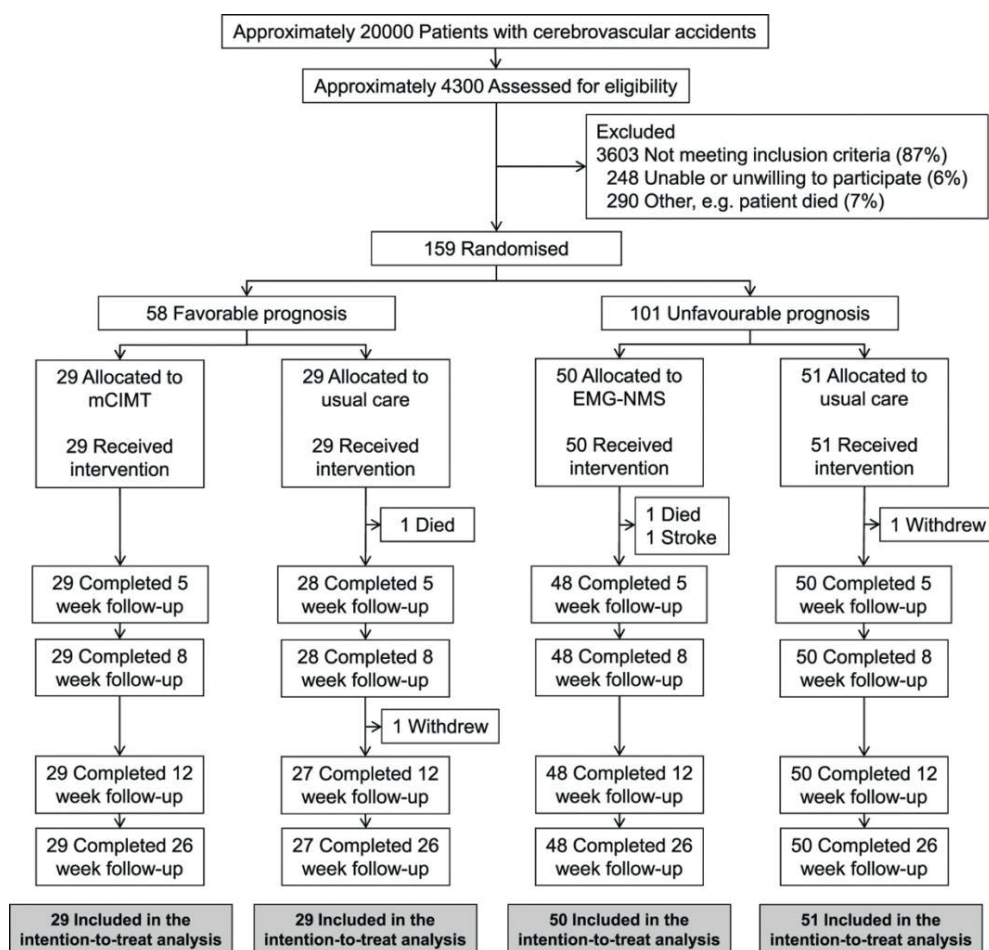 Approximately 20000 Patients with cerebrovascular accidents
Approximately 4300 Assessed for eligibility
Excluded
3603 Not meeting inclusion criteria (87%)
248 Unable or unwilling to participate (6%)
290 Other, e.g. patient died (7%)
159 Randomised
58 Favorable prognosis
101 Unfavourable prognosis
29 Allocated to
mCIMT
29 Received
intervention
29 Allocated to
usual care
29 Received
intervention
50 Allocated to
EMG-NMS
50 Received
intervention
51 Allocated to
usual care
51 Received
intervention
1 Died
1 Died
1 Stroke
1 Withdrew
29 Completed 5
week follow-up
28 Completed 5
week follow-up
48 Completed 5
week follow-up
50 Completed 5
week follow-up
29 Completed 8
week follow-up
28 Completed 8
week follow-up
48 Completed 8
week follow-up
50 Completed 8
week follow-up
1 Withdrew
29 Completed 12
week follow-up
27 Completed 12
week follow-up
48 Completed 12
week follow-up
50 Completed 12
week follow-up
29 Completed 26
week follow-up
27 Completed 26
week follow-up
48 Completed 26
week follow-up
50 Completed 26
week follow-up
29 Included in the
intention-to-treat analysis
29 Included in the
intention-to-treat analysis
50 Included in the
intention-to-treat analysis
51 Included in the
intention-to-treat analysis